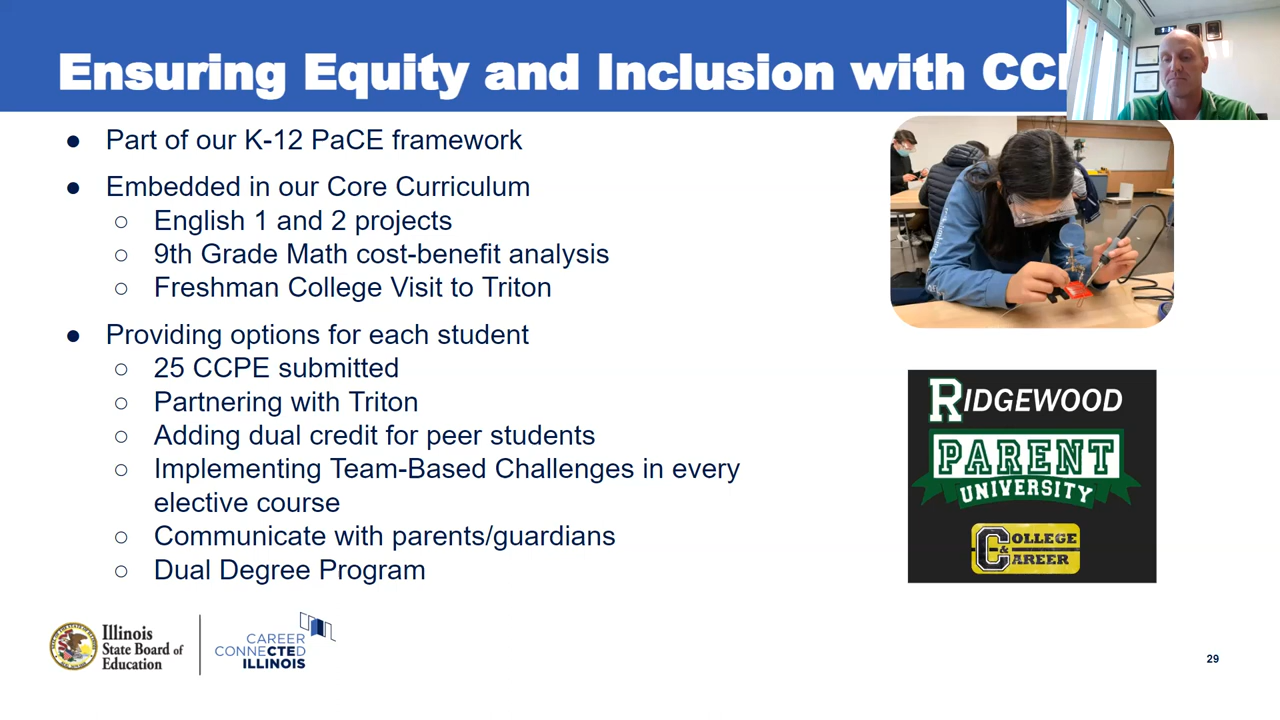 Ensuring Equity and Inclusion with
● Part of our K-12 PaCE framework
● Embedded in our Core Curriculum
○ English 1 and 2 projects
○ 9th Grade Math cost-benefit analysis
○ Freshman College Visit to Triton
● Providing options for each student
○ 25 CCPE submitted
○ Partnering with Triton
○ Adding dual credit for peer students
○ Implementing Team-Based Challenges in every
elective course
○ Communicate with parents/guardians
○ Dual Degree Program
RIDGEWOOD
PARENT
UNIVERSITY
COLLEGE
&
CAREER
Illinois
State Board of
Education
CAREER
CONNECTED
ILLINOIS
29